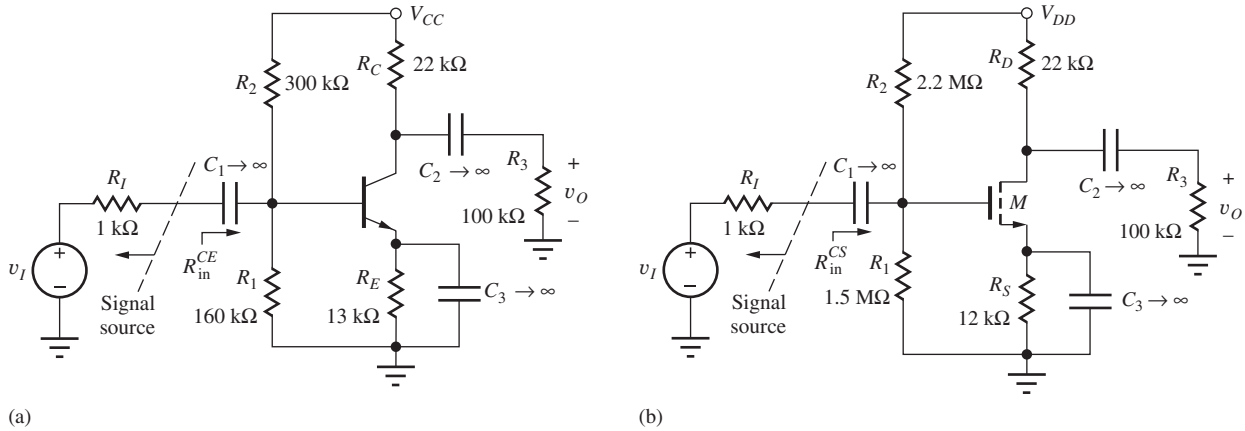 V_CC
R_C
22 kΩ
R_2
300 kΩ
C_2 → ∞
R_3
+
v_O
−
100 kΩ
C_1 → ∞
R_I
1 kΩ
+
v_I
−
Signal
source
R_in^CE
R_1
160 kΩ
R_E
13 kΩ
C_3 → ∞
(a)
V_DD
R_D
22 kΩ
R_2
2.2 MΩ
C_2 → ∞
R_3
+
v_O
−
100 kΩ
M
C_1 → ∞
R_I
1 kΩ
+
v_I
−
Signal
source
R_in^CS
R_1
1.5 MΩ
R_S
12 kΩ
C_3 → ∞
(b)